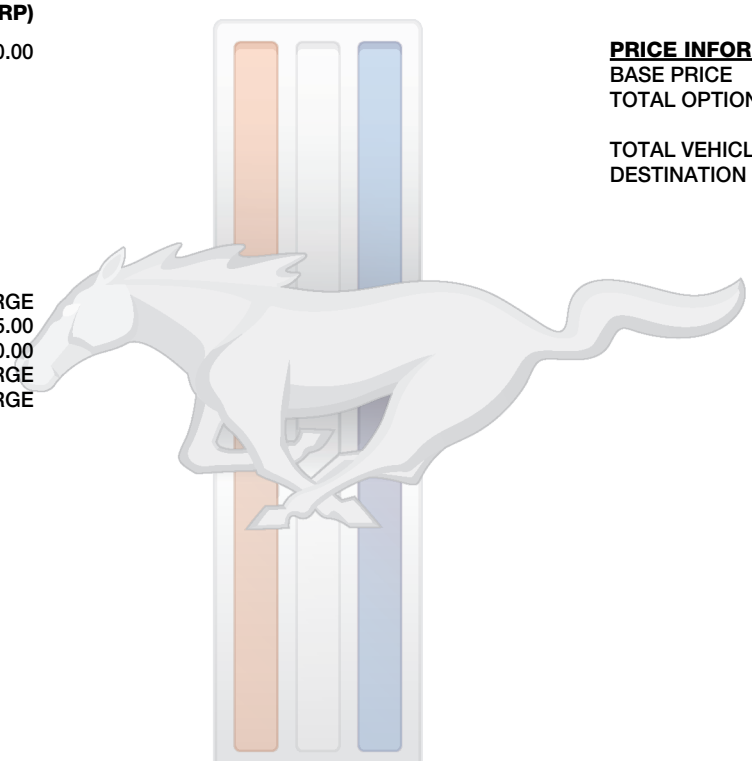 RP)
0.00
RGE
5.00
0.00
RGE
RGE
PRICE INFOR
BASE PRICE
TOTAL OPTION
TOTAL VEHICL
DESTINATION